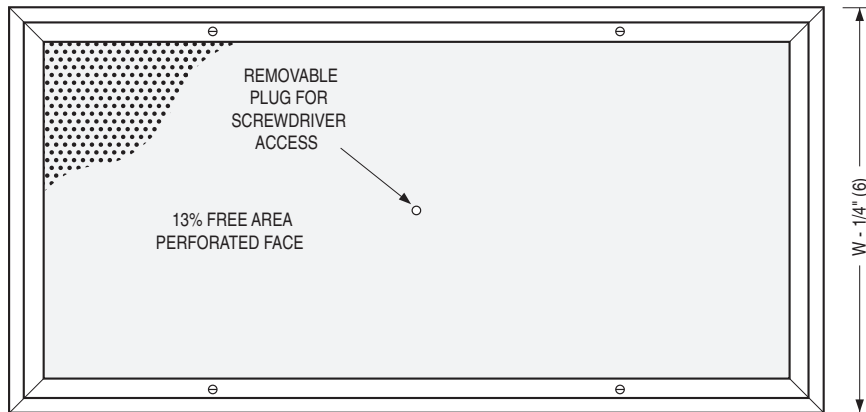 REMOVABLE
PLUG FOR
SCREWDRIVER
ACCESS
13% FREE AREA
PERFORATED FACE
W - 1/4" (6)